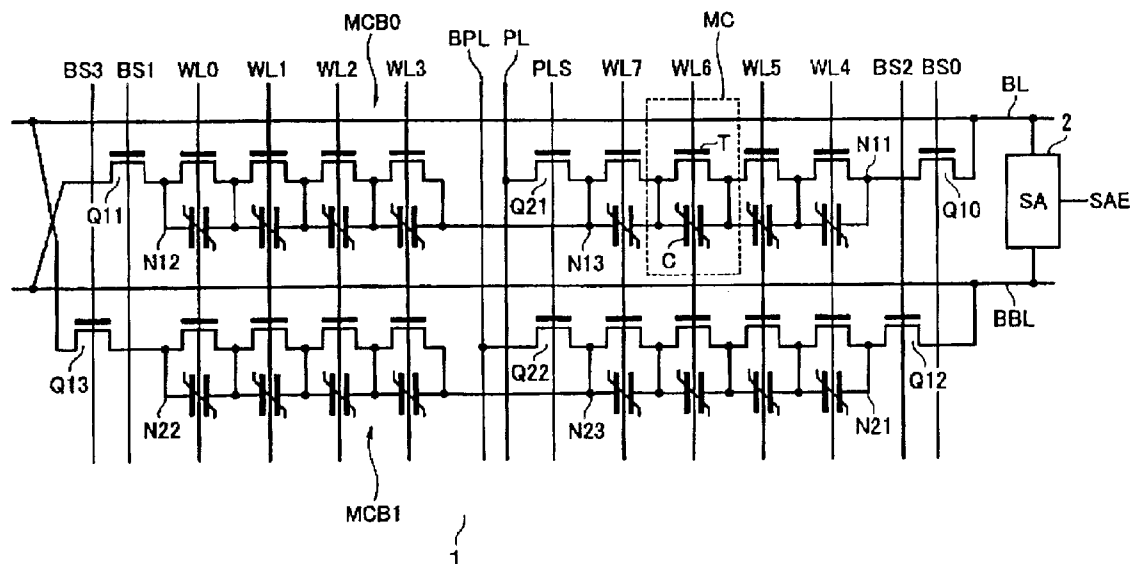 MCB0 BPL PL MC
BS3 BS1 WL0 WL1 WL2 WL3 PLS WL7 WL6 WL5 WL4 BS2 BS0
BL
2
T
N11
Q11 Q21 Q10
SA
SAE
N12 N13 C
BBL
Q13 Q22 Q12
N22 N23 N21
MCB1
1